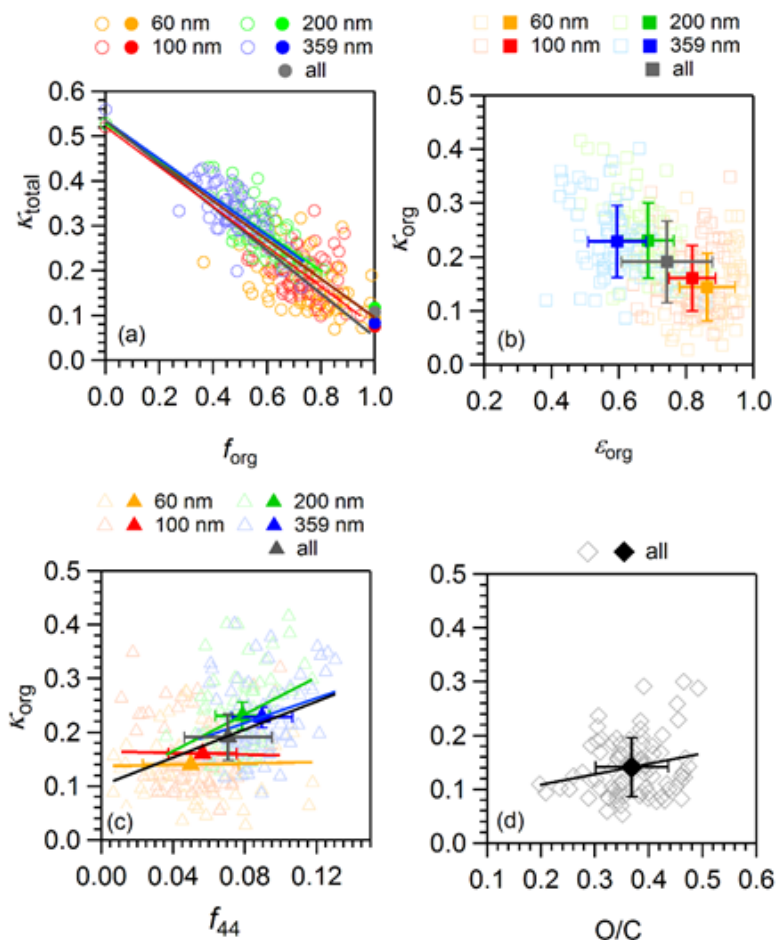 60 nm 200 nm
100 nm 359 nm
all
0.6
0.5
0.4
0.3
0.2
0.1
0.0
κtotal
(a)
0.0 0.2 0.4 0.6 0.8 1.0
forg
60 nm 200 nm
100 nm 359 nm
all
0.5
0.4
0.3
0.2
0.1
0.0
κorg
(b)
0.2 0.4 0.6 0.8 1.0
εorg
60 nm 200 nm
100 nm 359 nm
all
0.5
0.4
0.3
0.2
0.1
0.0
κorg
(c)
0.00 0.04 0.08 0.12
f44
all
0.5
0.4
0.3
0.2
0.1
0.0
(d)
0.1 0.2 0.3 0.4 0.5 0.6
O/C